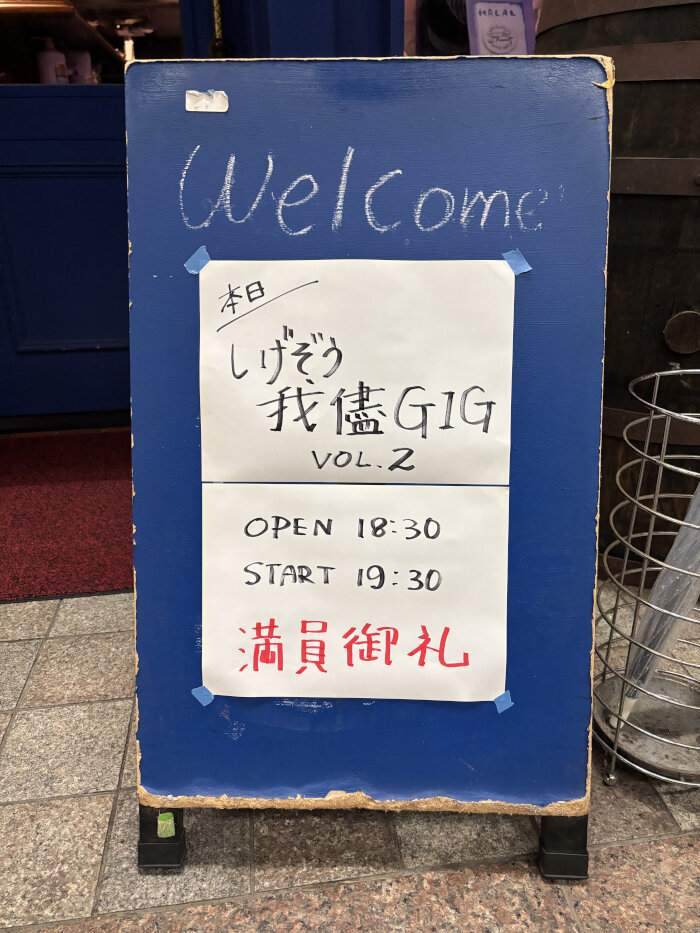 HALAL
Welcome
本日
しげぞう
我儘GIG
VOL.2
OPEN 18:30
START 19:30
満員御礼